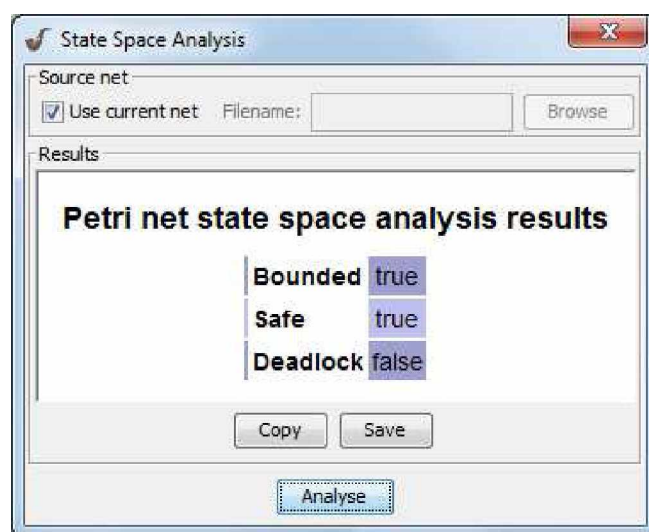 State Space Analysis
Source net
Use current net Filename: Browse
Results
Petri net state space analysis results
Bounded true
Safe true
Deadlock false
Copy Save
Analyse